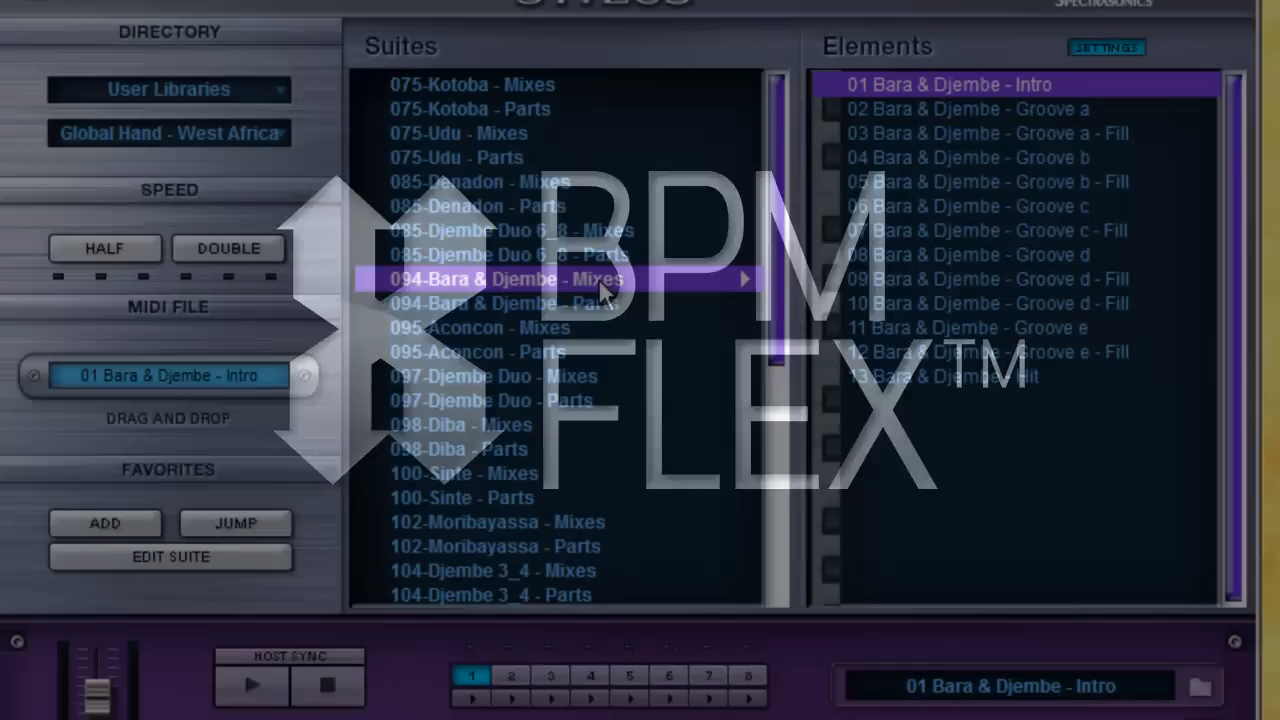 SPECTRASONICS
DIRECTORY
User Libraries
Global Hand - West Africa
SPEED
HALF
DOUBLE
MIDI FILE
01 Bara & Djembe - Intro
DRAG AND DROP
FAVORITES
ADD
JUMP
EDIT SUITE
Suites
075-Kotoba - Mixes
075-Kotoba - Parts
075-Udu - Mixes
075-Udu - Parts
085-Denadon - Mixes
085-Denadon - Parts
085-Djembe Duo 6_8 - Mixes
085-Djembe Duo 6_8 - Parts
094-Bara & Djembe - Mixes
094-Bara & Djembe - Parts
095-Aconcon - Mixes
095-Aconcon - Parts
097-Djembe Duo - Mixes
097-Djembe Duo - Parts
098-Diba - Mixes
098-Diba - Parts
100-Sinte - Mixes
100-Sinte - Parts
102-Moribayassa - Mixes
102-Moribayassa - Parts
104-Djembe 3_4 - Mixes
104-Djembe 3_4 - Parts
Elements
SETTINGS
01 Bara & Djembe - Intro
02 Bara & Djembe - Groove a
03 Bara & Djembe - Groove a - Fill
04 Bara & Djembe - Groove b
05 Bara & Djembe - Groove b - Fill
06 Bara & Djembe - Groove c
07 Bara & Djembe - Groove c - Fill
08 Bara & Djembe - Groove d
09 Bara & Djembe - Groove d - Fill
10 Bara & Djembe - Groove d - Fill
11 Bara & Djembe - Groove e
12 Bara & Djembe - Groove e - Fill
13 Bara & Djembe - Hit
BPM
FLEX™
HOST SYNC
1 2 3 4 5 6 7 8
01 Bara & Djembe - Intro